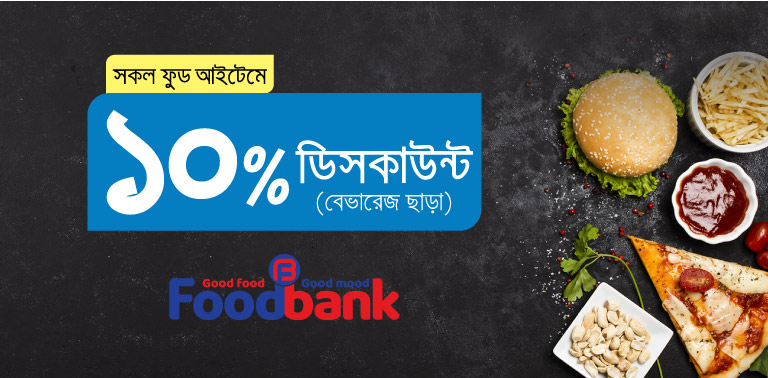 সকল ফুড আইটেমে
১০% ডিসকাউন্ট
(বেভারেজ ছাড়া)
Good food Good mood
Foodbank